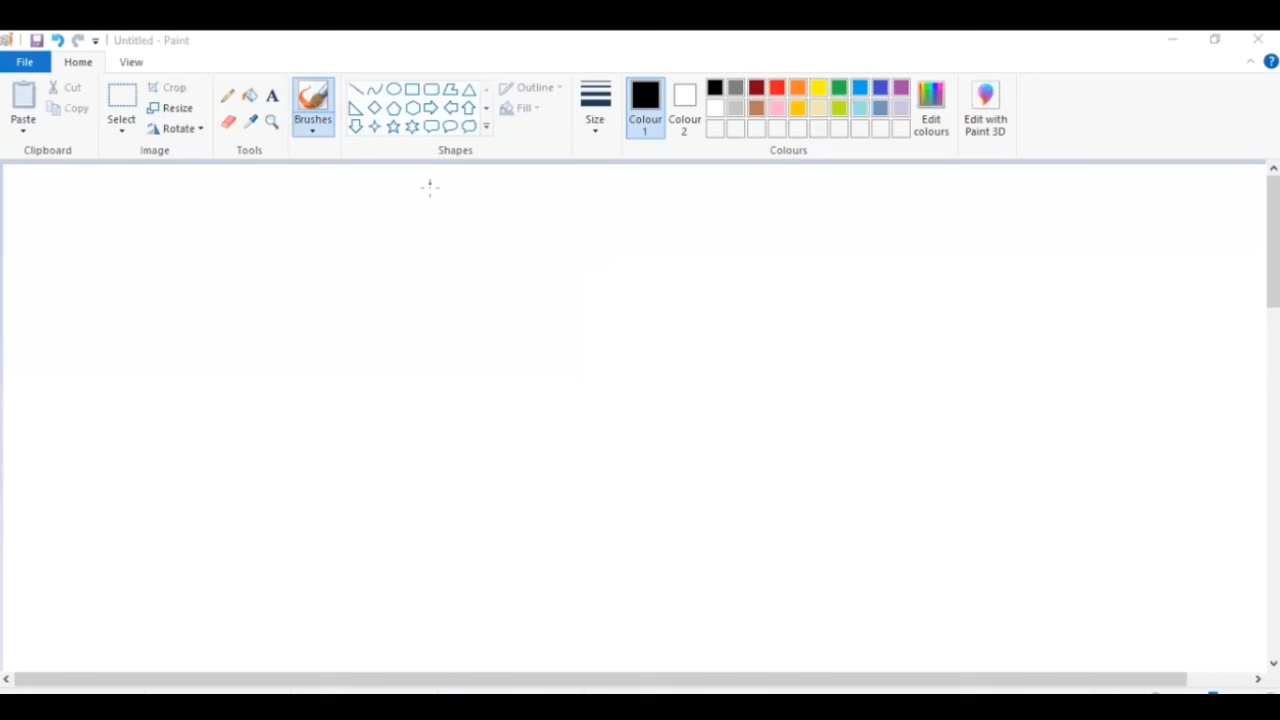 Untitled - Paint
File Home View
Paste Cut Copy Select Crop Resize Rotate A Brushes Outline Fill Size Colour 1 Colour 2 Edit colours Edit with Paint 3D ?
Clipboard Image Tools Shapes Colours